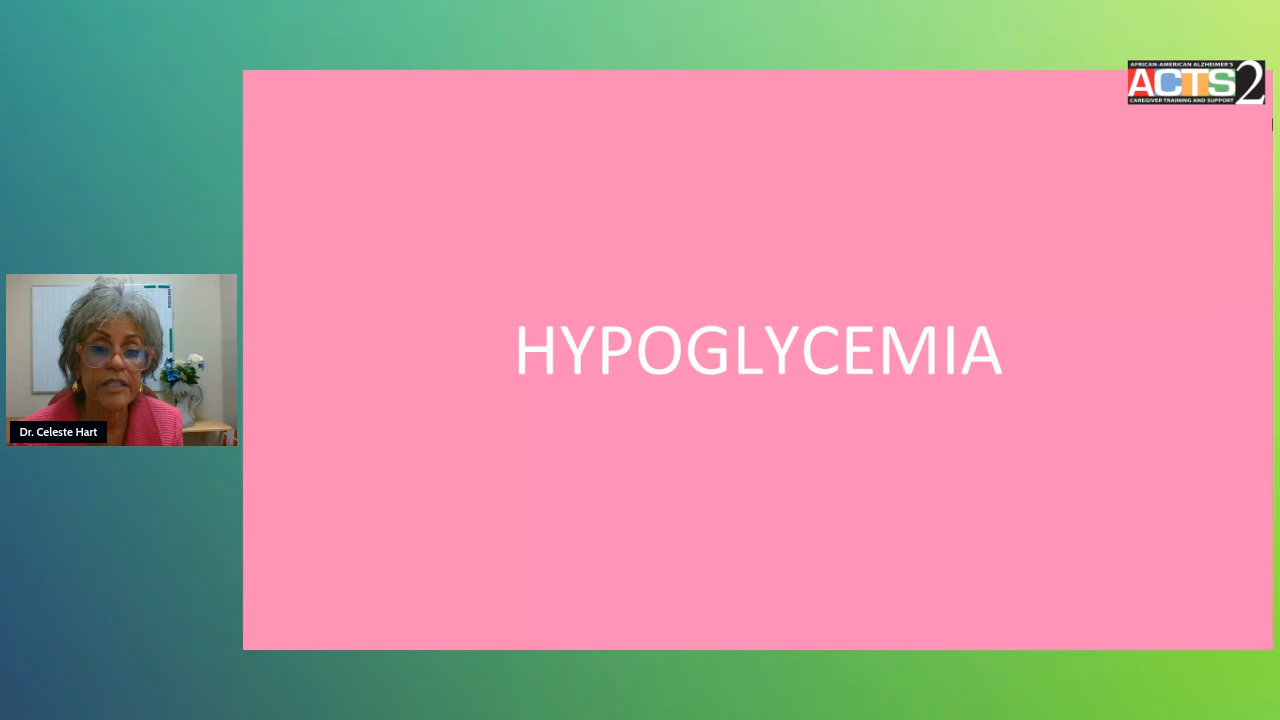 AFRICAN-AMERICAN ALZHEIMER'S
ACTS2
CAREGIVER TRAINING AND SUPPORT
HYPOGLYCEMIA
Dr. Celeste Hart